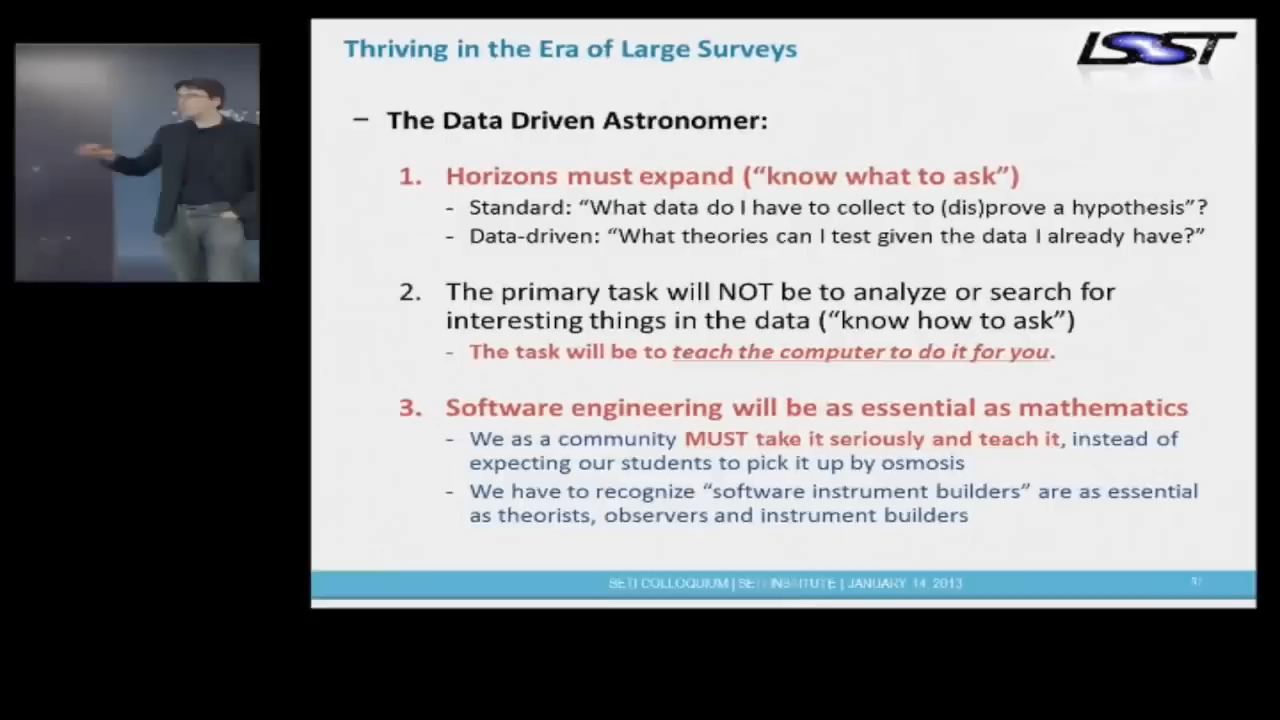 Thriving in the Era of Large Surveys
LSST
– The Data Driven Astronomer:
1. Horizons must expand (“know what to ask”)
- Standard: “What data do I have to collect to (dis)prove a hypothesis”?
- Data-driven: “What theories can I test given the data I already have?”
2. The primary task will NOT be to analyze or search for
interesting things in the data (“know how to ask”)
- The task will be to teach the computer to do it for you.
3. Software engineering will be as essential as mathematics
- We as a community MUST take it seriously and teach it, instead of
expecting our students to pick it up by osmosis
- We have to recognize “software instrument builders” are as essential
as theorists, observers and instrument builders
SETI COLLOQUIUM | SETI INSTITUTE | JANUARY 14, 2013